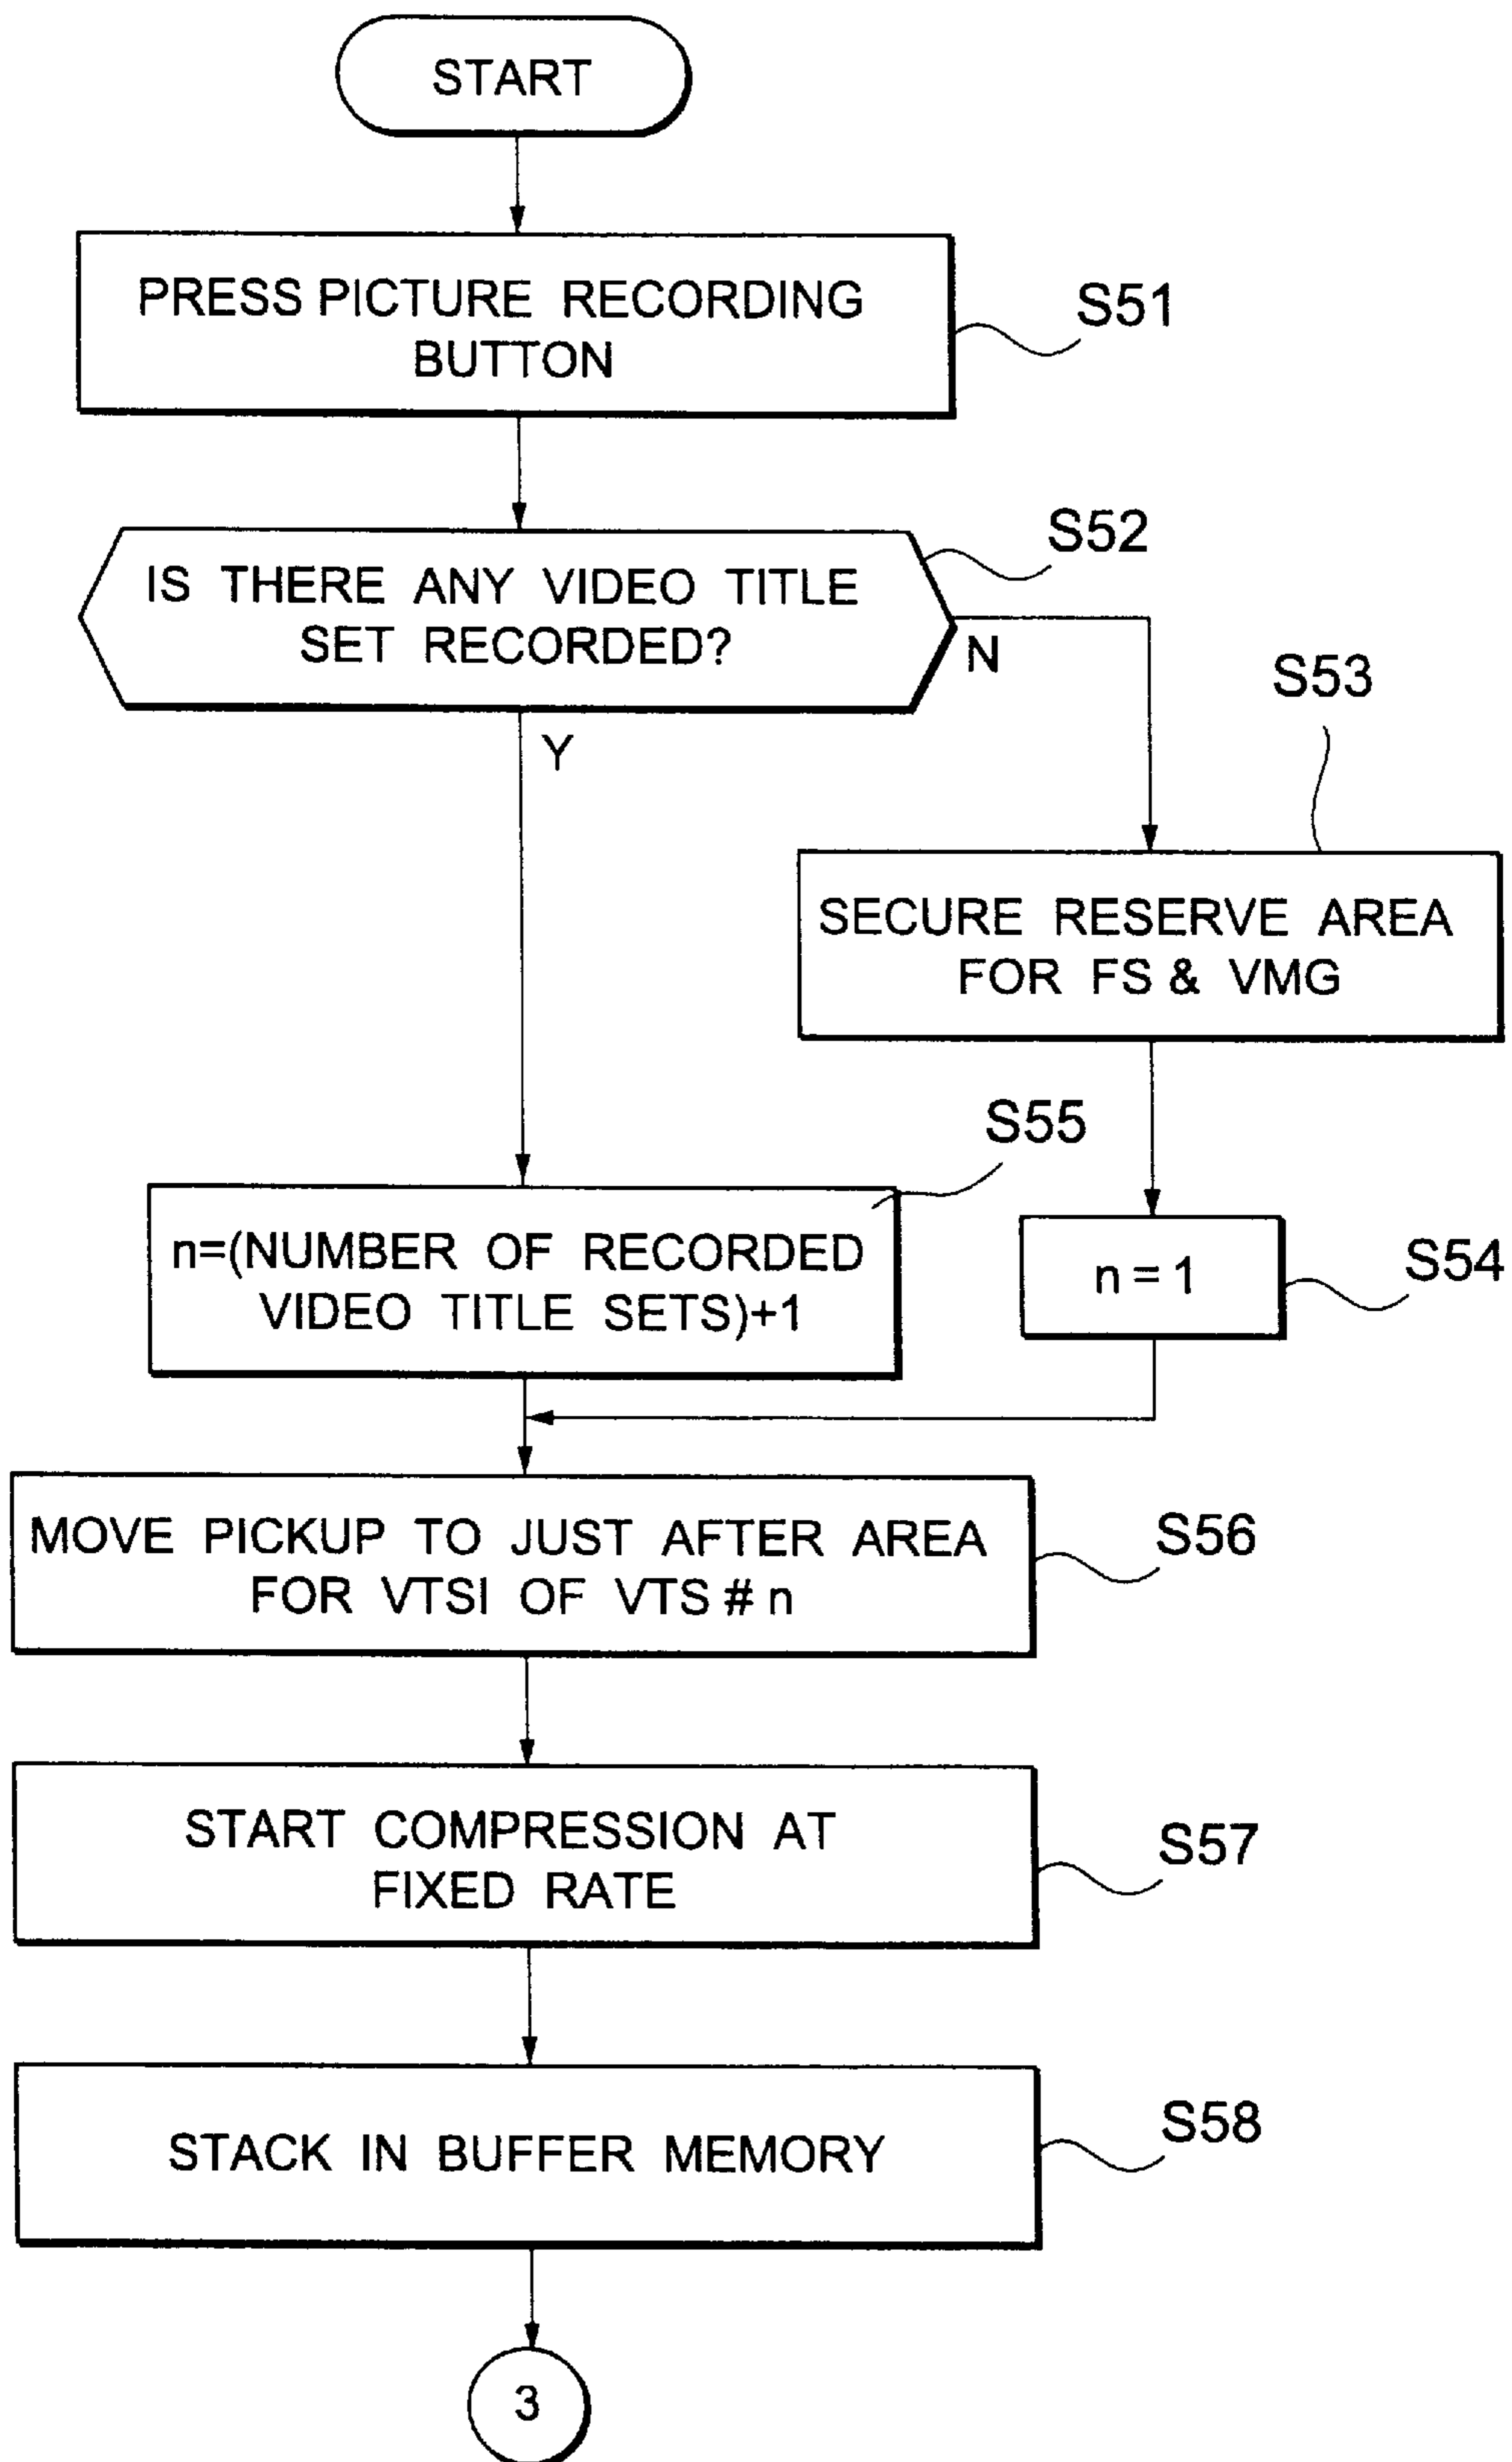 START
PRESS PICTURE RECORDING
BUTTON
S51
IS THERE ANY VIDEO TITLE
SET RECORDED?
S52
N
Y
S53
SECURE RESERVE AREA
FOR FS & VMG
S55
n=(NUMBER OF RECORDED
VIDEO TITLE SETS)+1
n = 1
S54
MOVE PICKUP TO JUST AFTER AREA
FOR VTSI OF VTS # n
S56
START COMPRESSION AT
FIXED RATE
S57
STACK IN BUFFER MEMORY
S58
3